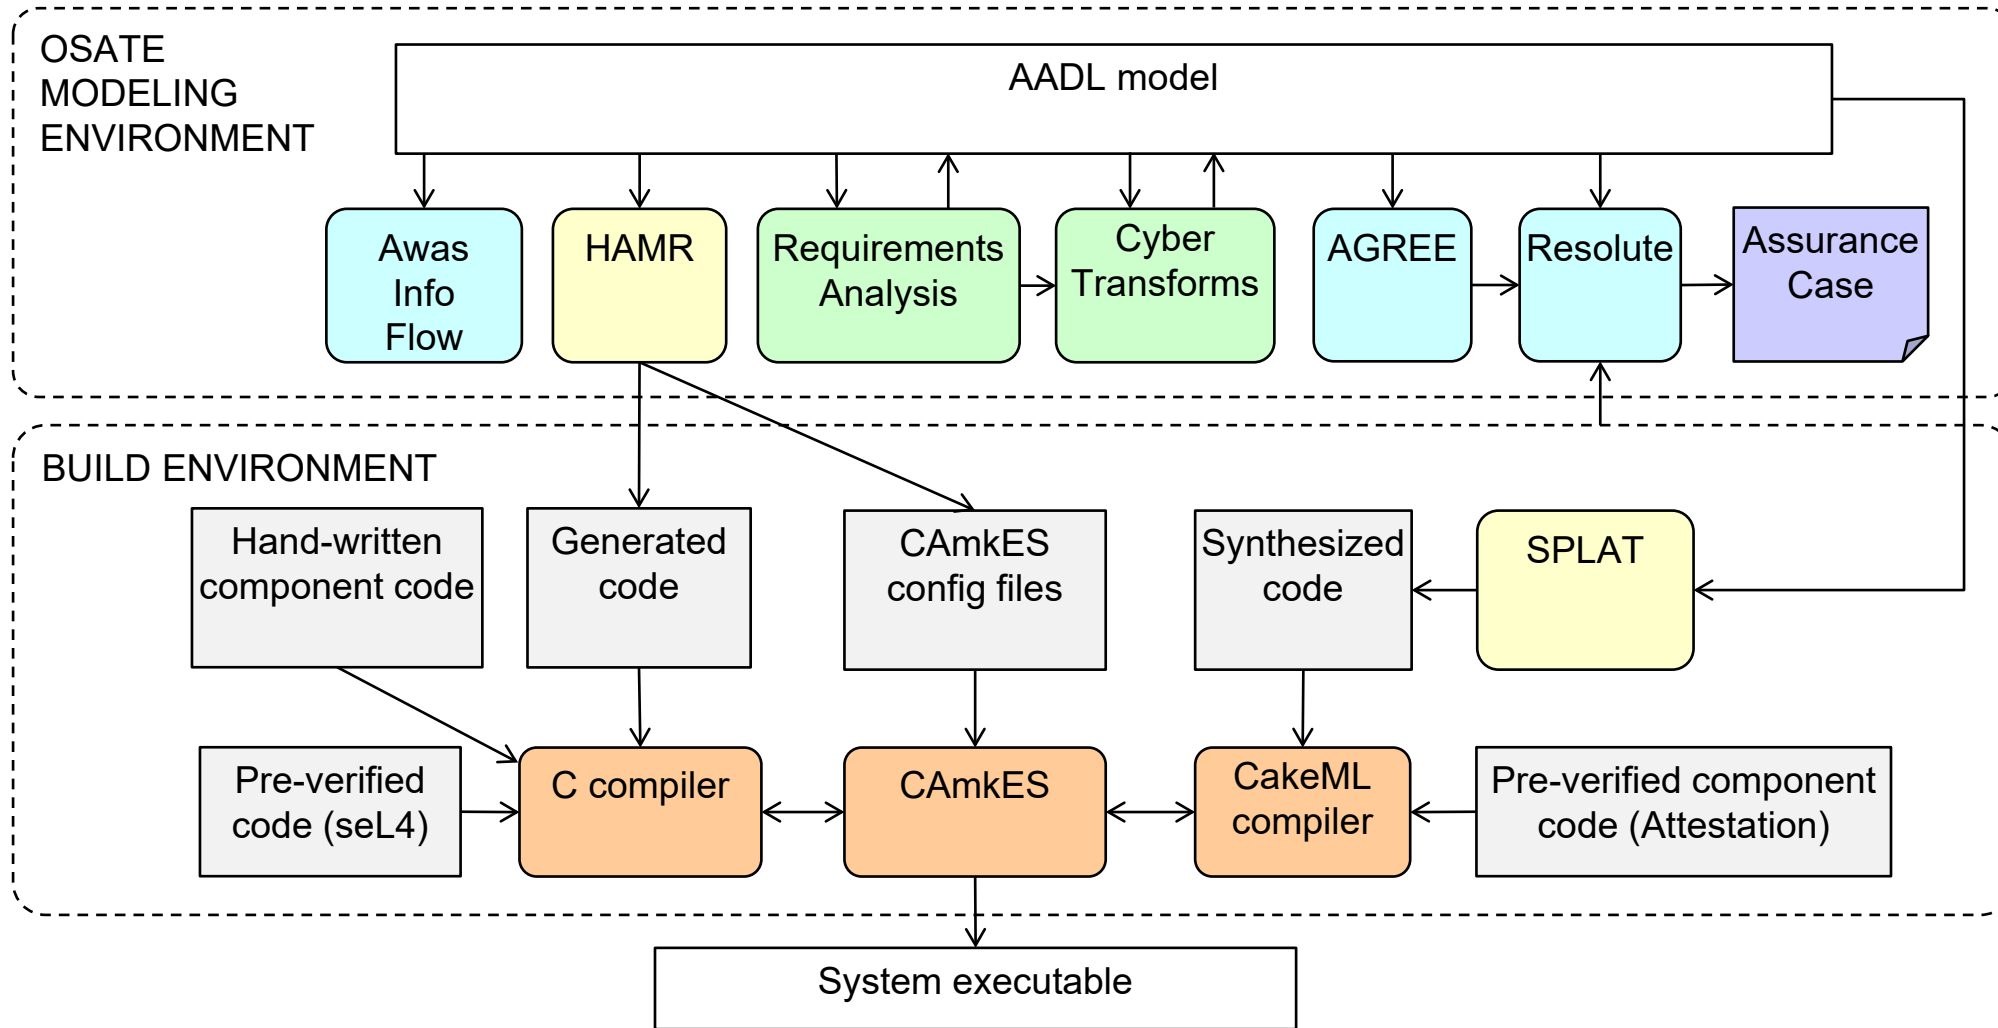 OSATE
MODELING
ENVIRONMENT
AADL model
Awas
Info
Flow
HAMR
Requirements
Analysis
Cyber
Transforms
AGREE
Resolute
Assurance
Case
BUILD ENVIRONMENT
Hand-written
component code
Generated
code
CAmkES
config files
Synthesized
code
SPLAT
Pre-verified
code (seL4)
C compiler
CAmkES
CakeML
compiler
Pre-verified component
code (Attestation)
System executable